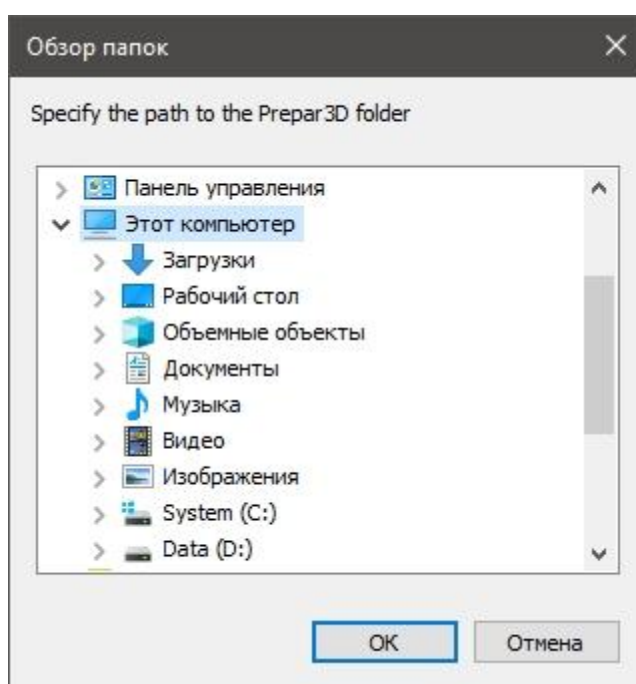 Обзор папок
Specify the path to the Prepar3D folder
Панель управления
Этот компьютер
Загрузки
Рабочий стол
Объемные объекты
Документы
Музыка
Видео
Изображения
System (C:)
Data (D:)
OK
Отмена